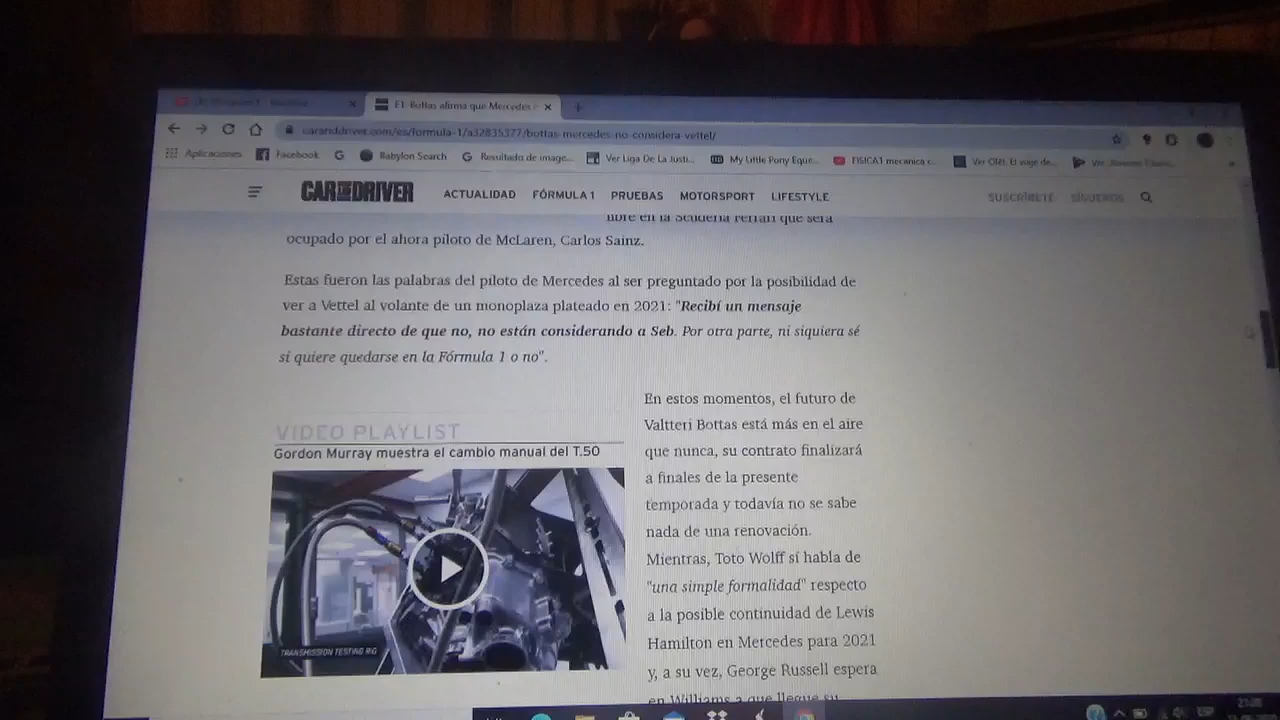 F1: Bottas afirma que Mercedes
caranddriver.com/es/formula-1/a32835377/bottas-mercedes-no-considera-vettel/
Aplicaciones Facebook Babylon Search Resultado de image... Ver Liga De La Justi... My Little Pony Eque... FISICA1 mecanica c...
CAR AND DRIVER ACTUALIDAD FÓRMULA 1 PRUEBAS MOTORSPORT LIFESTYLE SUSCRÍBETE SÍGUENOS
libre en la Scudería Ferrari que será
ocupado por el ahora piloto de McLaren, Carlos Sainz.
Estas fueron las palabras del piloto de Mercedes al ser preguntado por la posibilidad de
ver a Vettel al volante de un monoplaza plateado en 2021: "Recibí un mensaje
bastante directo de que no, no están considerando a Seb. Por otra parte, ni siquiera sé
si quiere quedarse en la Fórmula 1 o no".
VIDEO PLAYLIST
Gordon Murray muestra el cambio manual del T.50
TRANSMISSION TESTING RIG
En estos momentos, el futuro de
Valtteri Bottas está más en el aire
que nunca, su contrato finalizará
a finales de la presente
temporada y todavía no se sabe
nada de una renovación.
Mientras, Toto Wolff sí habla de
"una simple formalidad" respecto
a la posible continuidad de Lewis
Hamilton en Mercedes para 2021
y, a su vez, George Russell espera
en Williams a que llegue su